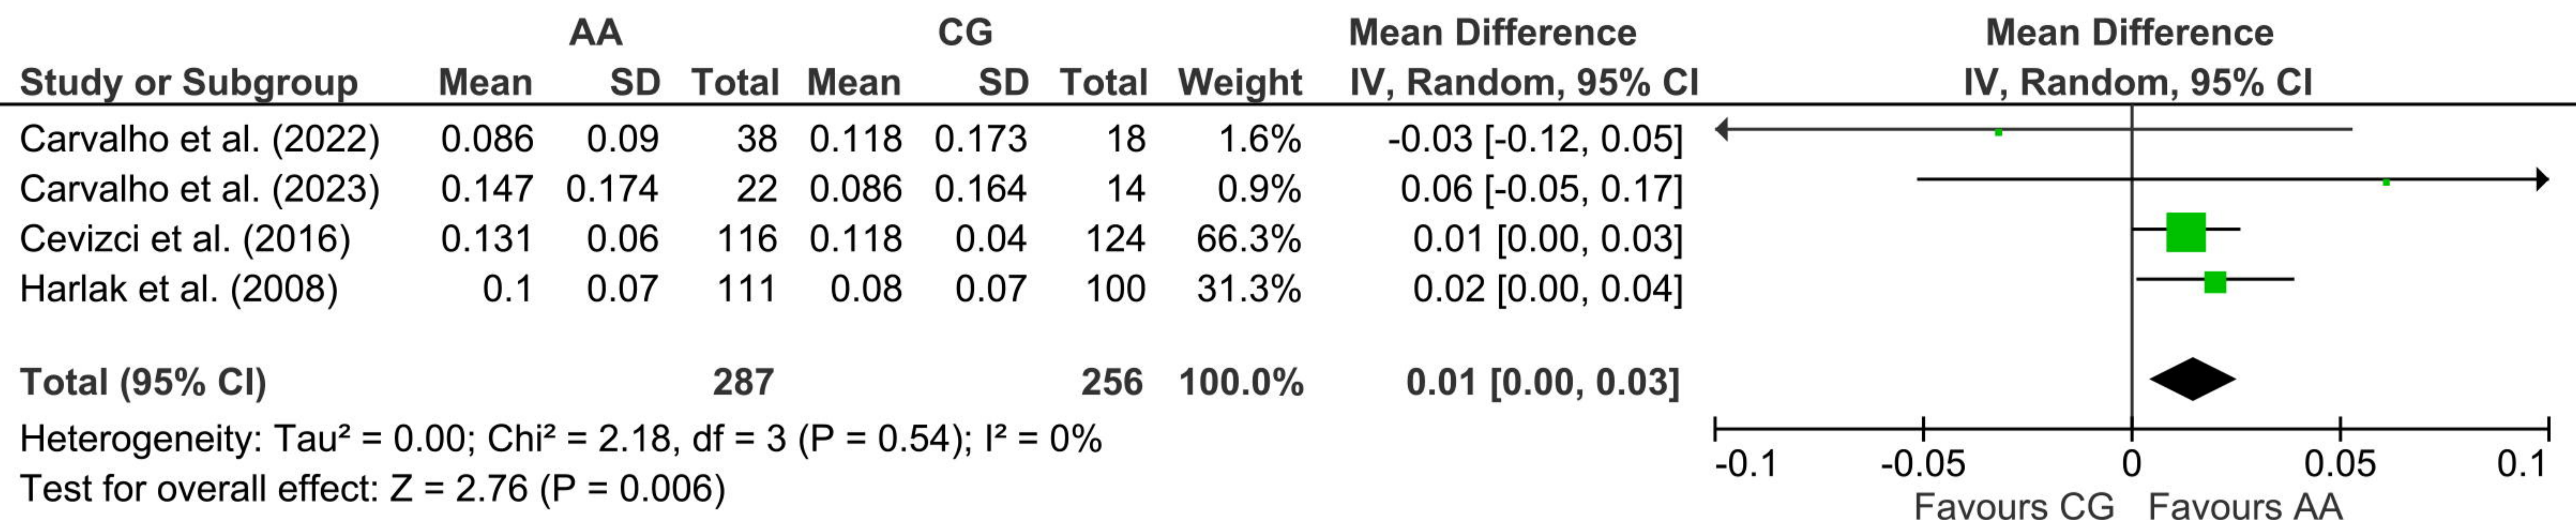 AA CG Mean Difference Mean Difference
Study or Subgroup Mean SD Total Mean SD Total Weight IV, Random, 95% CI IV, Random, 95% CI
Carvalho et al. (2022) 0.086 0.09 38 0.118 0.173 18 1.6% -0.03 [-0.12, 0.05]
Carvalho et al. (2023) 0.147 0.174 22 0.086 0.164 14 0.9% 0.06 [-0.05, 0.17]
Cevizci et al. (2016) 0.131 0.06 116 0.118 0.04 124 66.3% 0.01 [0.00, 0.03]
Harlak et al. (2008) 0.1 0.07 111 0.08 0.07 100 31.3% 0.02 [0.00, 0.04]
Total (95% CI) 287 256 100.0% 0.01 [0.00, 0.03]
Heterogeneity: Tau² = 0.00; Chi² = 2.18, df = 3 (P = 0.54); I² = 0%
Test for overall effect: Z = 2.76 (P = 0.006)
-0.1 -0.05 0 0.05 0.1
Favours CG Favours AA